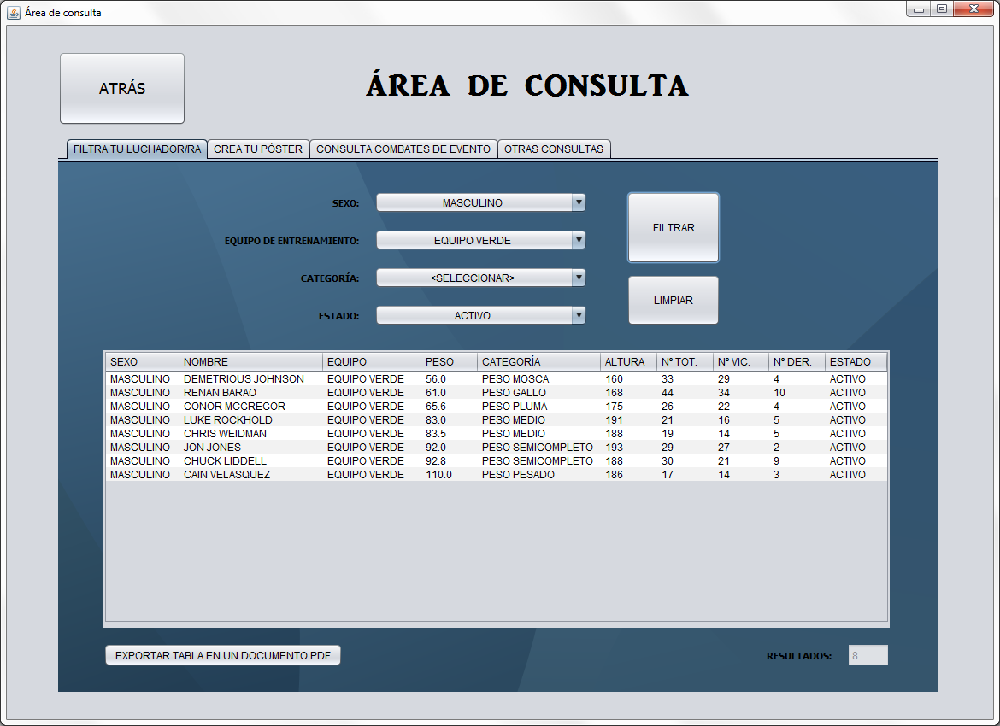 Área de consulta
ATRÁS
ÁREA DE CONSULTA
FILTRA TU LUCHADOR/RA CREA TU PÓSTER CONSULTA COMBATES DE EVENTO OTRAS CONSULTAS
SEXO: MASCULINO
EQUIPO DE ENTRENAMIENTO: EQUIPO VERDE
CATEGORÍA: <SELECCIONAR>
ESTADO: ACTIVO
FILTRAR
LIMPIAR
SEXO NOMBRE EQUIPO PESO CATEGORÍA ALTURA Nº TOT. Nº VIC. Nº DER. ESTADO
MASCULINO DEMETRIOUS JOHNSON EQUIPO VERDE 56.0 PESO MOSCA 160 33 29 4 ACTIVO
MASCULINO RENAN BARAO EQUIPO VERDE 61.0 PESO GALLO 168 44 34 10 ACTIVO
MASCULINO CONOR MCGREGOR EQUIPO VERDE 65.6 PESO PLUMA 175 26 22 4 ACTIVO
MASCULINO LUKE ROCKHOLD EQUIPO VERDE 83.0 PESO MEDIO 191 21 16 5 ACTIVO
MASCULINO CHRIS WEIDMAN EQUIPO VERDE 83.5 PESO MEDIO 188 19 14 5 ACTIVO
MASCULINO JON JONES EQUIPO VERDE 92.0 PESO SEMICOMPLETO 193 29 27 2 ACTIVO
MASCULINO CHUCK LIDDELL EQUIPO VERDE 92.8 PESO SEMICOMPLETO 188 30 21 9 ACTIVO
MASCULINO CAIN VELASQUEZ EQUIPO VERDE 110.0 PESO PESADO 186 17 14 3 ACTIVO
EXPORTAR TABLA EN UN DOCUMENTO PDF
RESULTADOS: 8